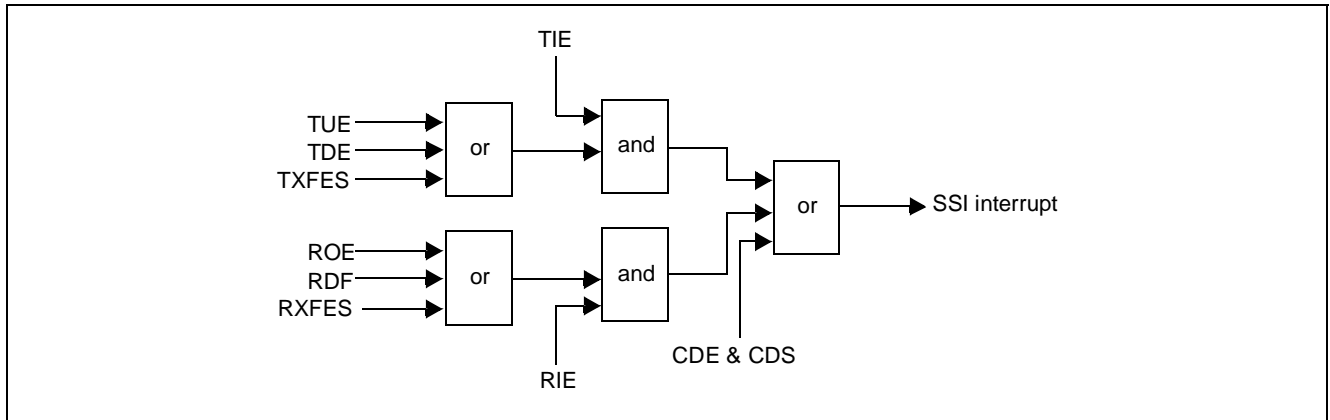 TIE
TUE
TDE
TXFES
or
and
ROE
RDF
RXFES
or
and
RIE
CDE & CDS
or
SSI interrupt